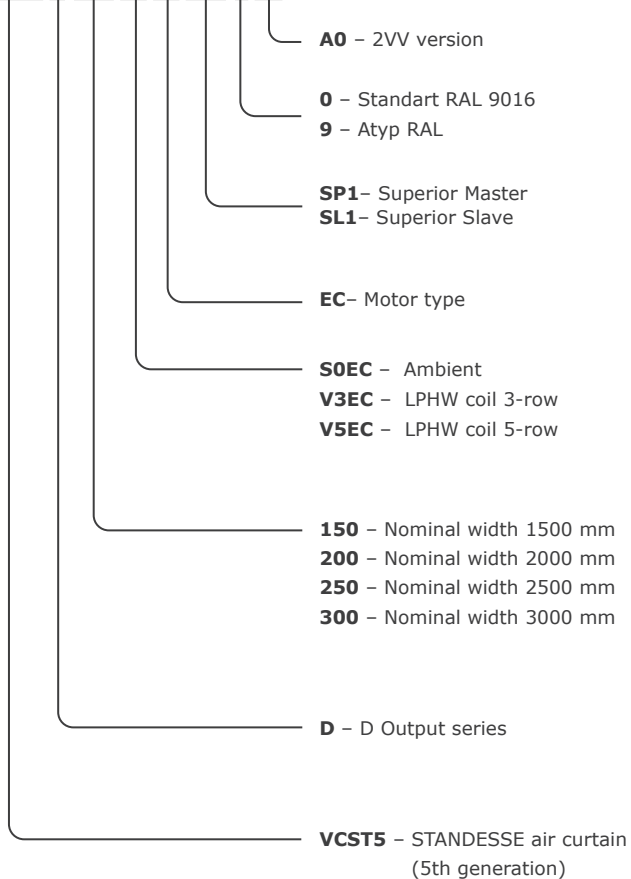 A0 – 2VV version
0 – Standart RAL 9016
9 – Atyp RAL
SP1– Superior Master
SL1– Superior Slave
EC– Motor type
S0EC – Ambient
V3EC – LPHW coil 3-row
V5EC – LPHW coil 5-row
150 – Nominal width 1500 mm
200 – Nominal width 2000 mm
250 – Nominal width 2500 mm
300 – Nominal width 3000 mm
D – D Output series
VCST5 – STANDESSE air curtain
(5th generation)